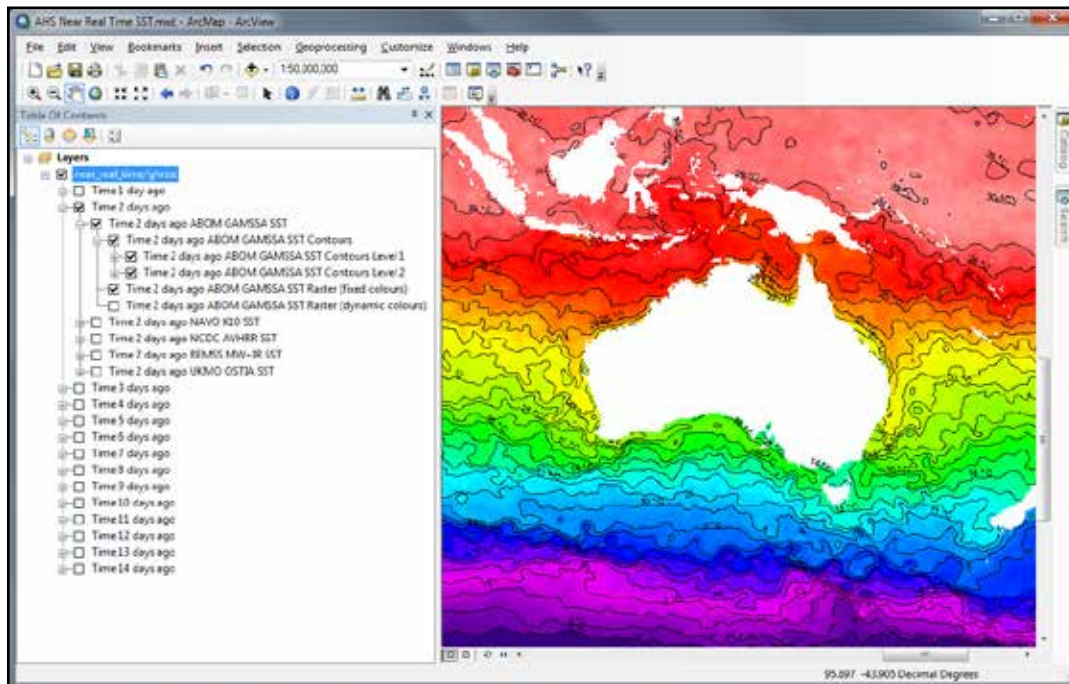 AHS Near Real Time SST.mxd - ArcMap - ArcView
File Edit View Bookmarks Insert Selection Geoprocessing Customize Windows Help
1:50,000,000
Table Of Contents
Layers
Time 1 day ago
Time 2 days ago
Time 2 days ago ABOM GAMSSA SST
Time 2 days ago ABOM GAMSSA SST Contours
Time 2 days ago ABOM GAMSSA SST Contours Level 1
Time 2 days ago ABOM GAMSSA SST Contours Level 2
Time 2 days ago ABOM GAMSSA SST Raster (fixed colours)
Time 2 days ago ABOM GAMSSA SST Raster (dynamic colours)
Time 2 days ago NAVO K10 SST
Time 2 days ago NCDC AVHRR SST
Time 2 days ago REMSS MW-IR SST
Time 2 days ago UKMO OSTIA SST
Time 3 days ago
Time 4 days ago
Time 5 days ago
Time 6 days ago
Time 7 days ago
Time 8 days ago
Time 9 days ago
Time 10 days ago
Time 11 days ago
Time 12 days ago
Time 13 days ago
Time 14 days ago
Catalog
Search
95.897 -43.905 Decimal Degrees